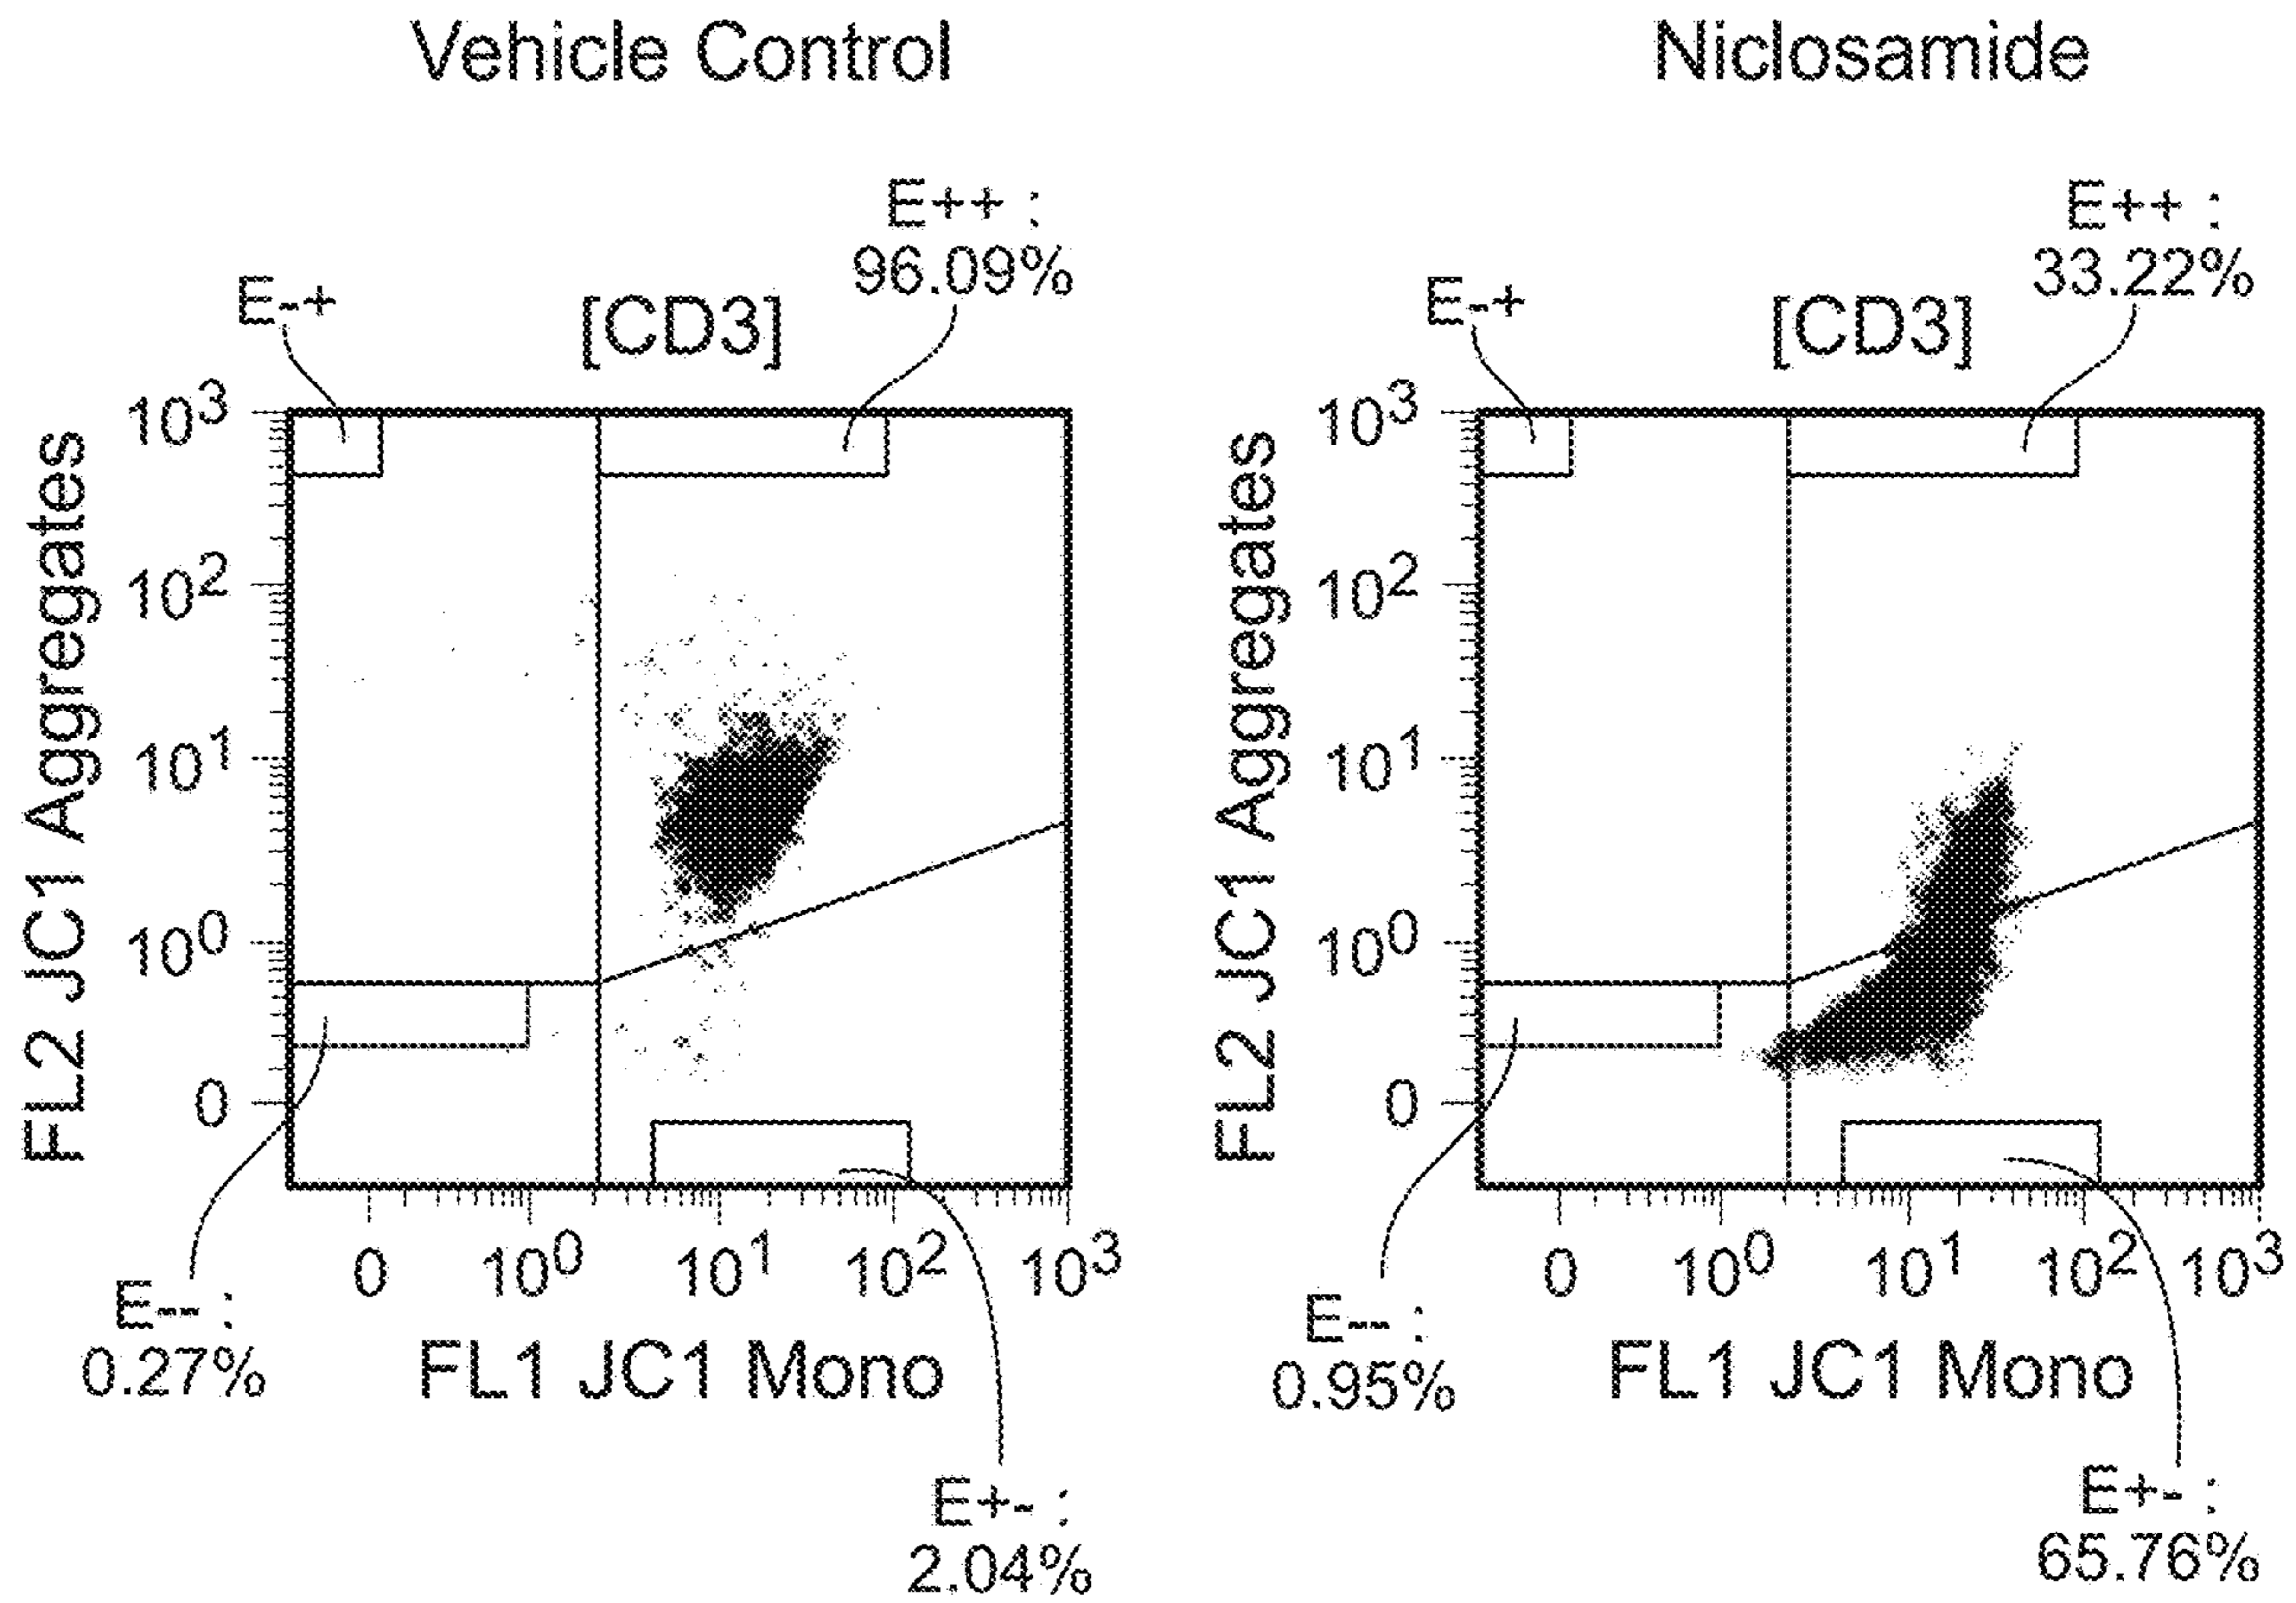 Vehicle Control
E++ :
96.09%
E-+
[CD3]
10³
10²
10¹
10⁰
0
FL2 JC1 Aggregates
0
10⁰
10¹
10²
10³
E-- :
0.27%
FL1 JC1 Mono
E+- :
2.04%
Niclosamide
E++ :
33.22%
E-+
[CD3]
10³
10²
10¹
10⁰
0
FL2 JC1 Aggregates
0
10⁰
10¹
10²
10³
E-- :
0.95%
FL1 JC1 Mono
E+- :
65.76%